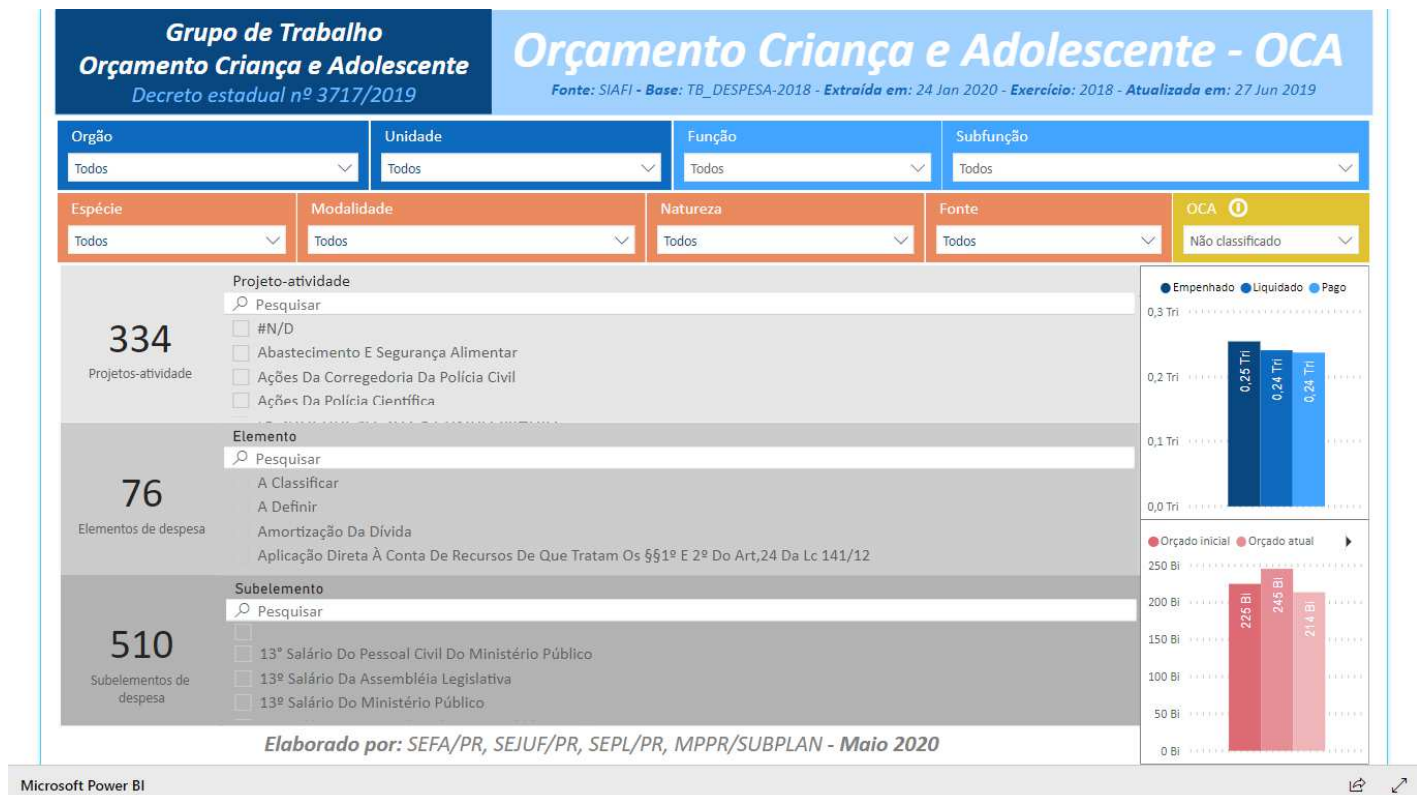 Grupo de Trabalho
Orçamento Criança e Adolescente
Decreto estadual nº 3717/2019
Orçamento Criança e Adolescente - OCA
Fonte: SIAFI - Base: TB_DESPESA-2018 - Extraída em: 24 Jan 2020 - Exercício: 2018 - Atualizada em: 27 Jun 2019
Orgão
Todos
Unidade
Todos
Função
Todos
Subfunção
Todos
Espécie
Todos
Modalidade
Todos
Natureza
Todos
Fonte
Todos
OCA
Não classificado
334
Projetos-atividade
Projeto-atividade
Pesquisar
#N/D
Abastecimento E Segurança Alimentar
Ações Da Corregedoria Da Polícia Civil
Ações Da Polícia Científica
76
Elementos de despesa
Elemento
Pesquisar
A Classificar
A Definir
Amortização Da Dívida
Aplicação Direta À Conta De Recursos De Que Tratam Os §§1º E 2º Do Art,24 Da Lc 141/12
510
Subelementos de
despesa
Subelemento
Pesquisar
13° Salário Do Pessoal Civil Do Ministério Público
13º Salário Da Assembléia Legislativa
13º Salário Do Ministério Público
Empenhado Liquidado Pago
0,3 Tri
0,2 Tri
0,1 Tri
0,0 Tri
0,25 Tri
0,24 Tri
0,24 Tri
Orçado inicial Orçado atual
250 Bi
200 Bi
150 Bi
100 Bi
50 Bi
0 Bi
225 Bi
245 Bi
214 Bi
Elaborado por: SEFA/PR, SEJUF/PR, SEPL/PR, MPPR/SUBPLAN - Maio 2020
Microsoft Power BI